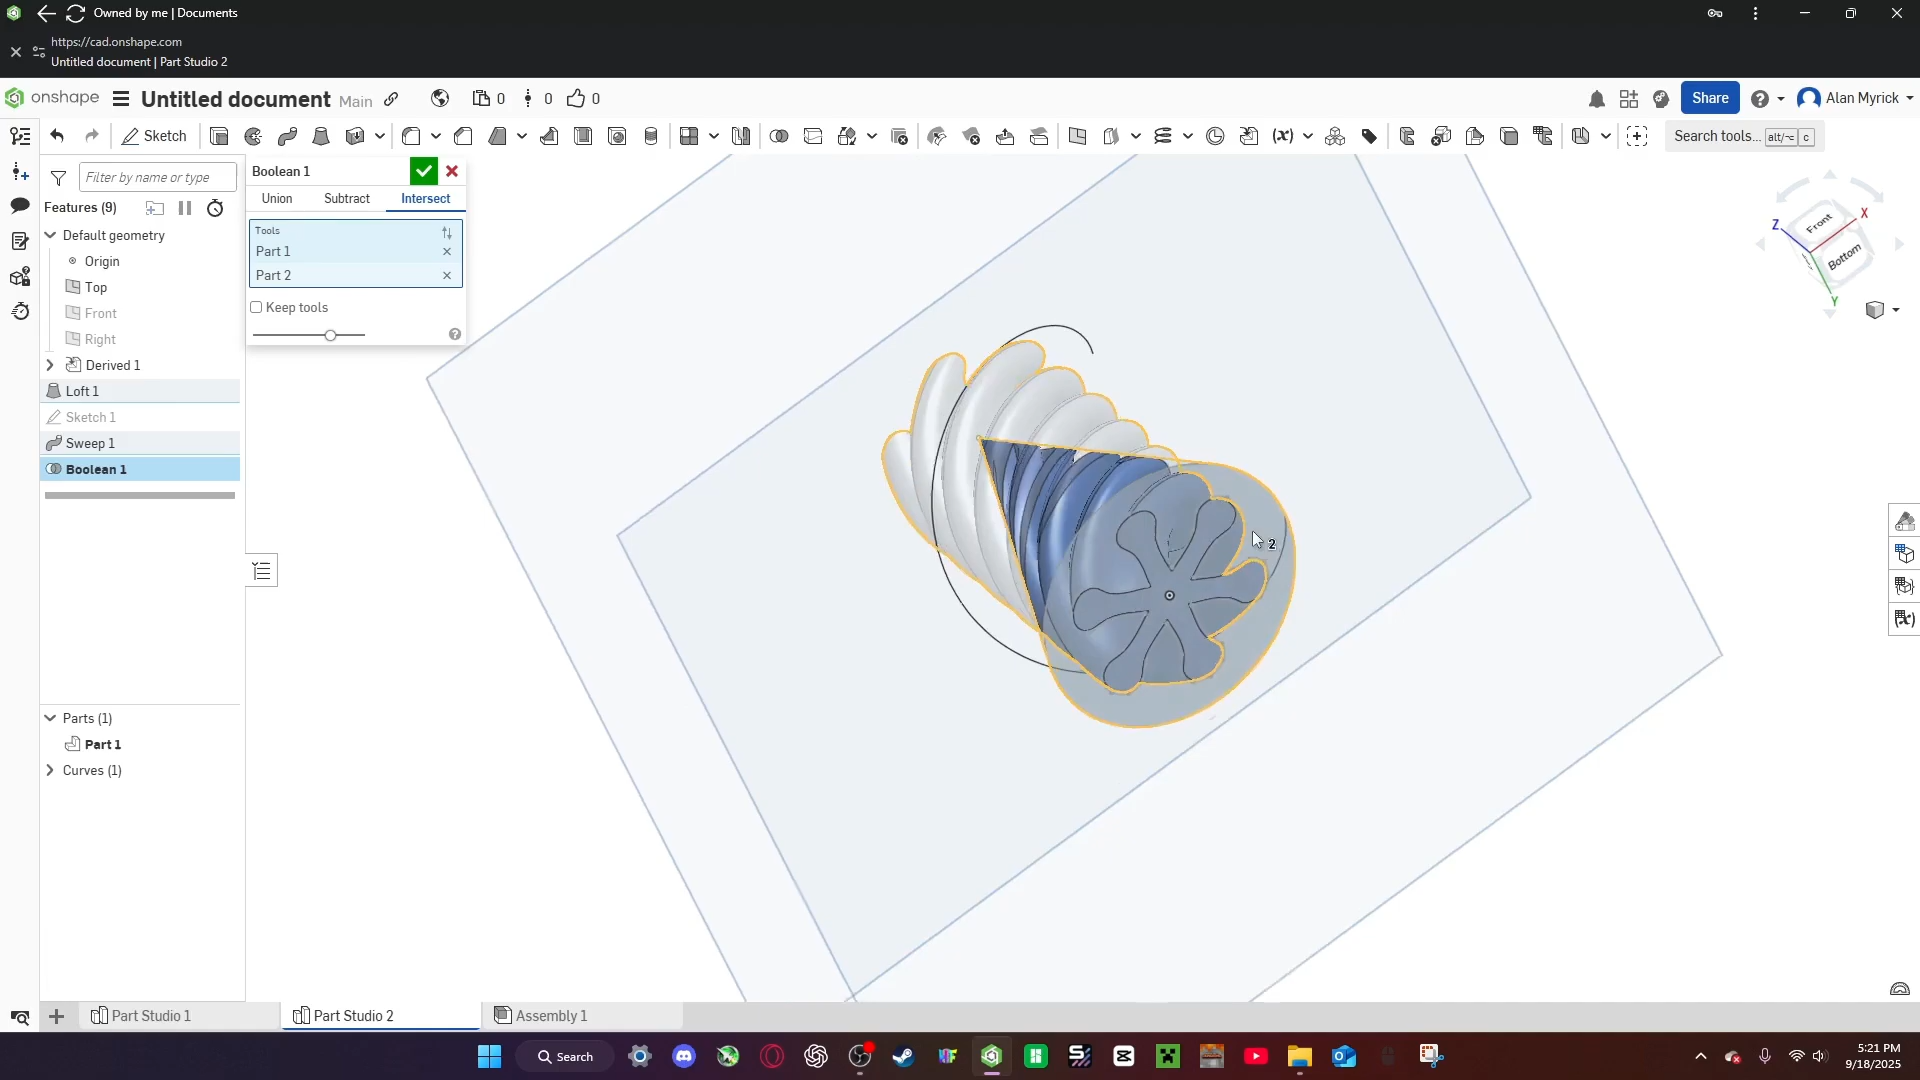 Owned by me | Documents
https://cad.onshape.com
Untitled document | Part Studio 2
onshape
Untitled document
Main
0
0
0
Share
Alan Myrick
Sketch
Search tools...
alt/⌥
c
Filter by name or type
Features (9)
Default geometry
Origin
Top
Front
Right
Derived 1
Loft 1
Sketch 1
Sweep 1
Boolean 1
Parts (1)
Part 1
Curves (1)
Boolean 1
Union
Subtract
Intersect
Tools
Part 1
Part 2
Keep tools
2
Front
Bottom
X
Z
Y
Part Studio 1
Part Studio 2
Assembly 1
Search
5:21 PM
9/18/2025